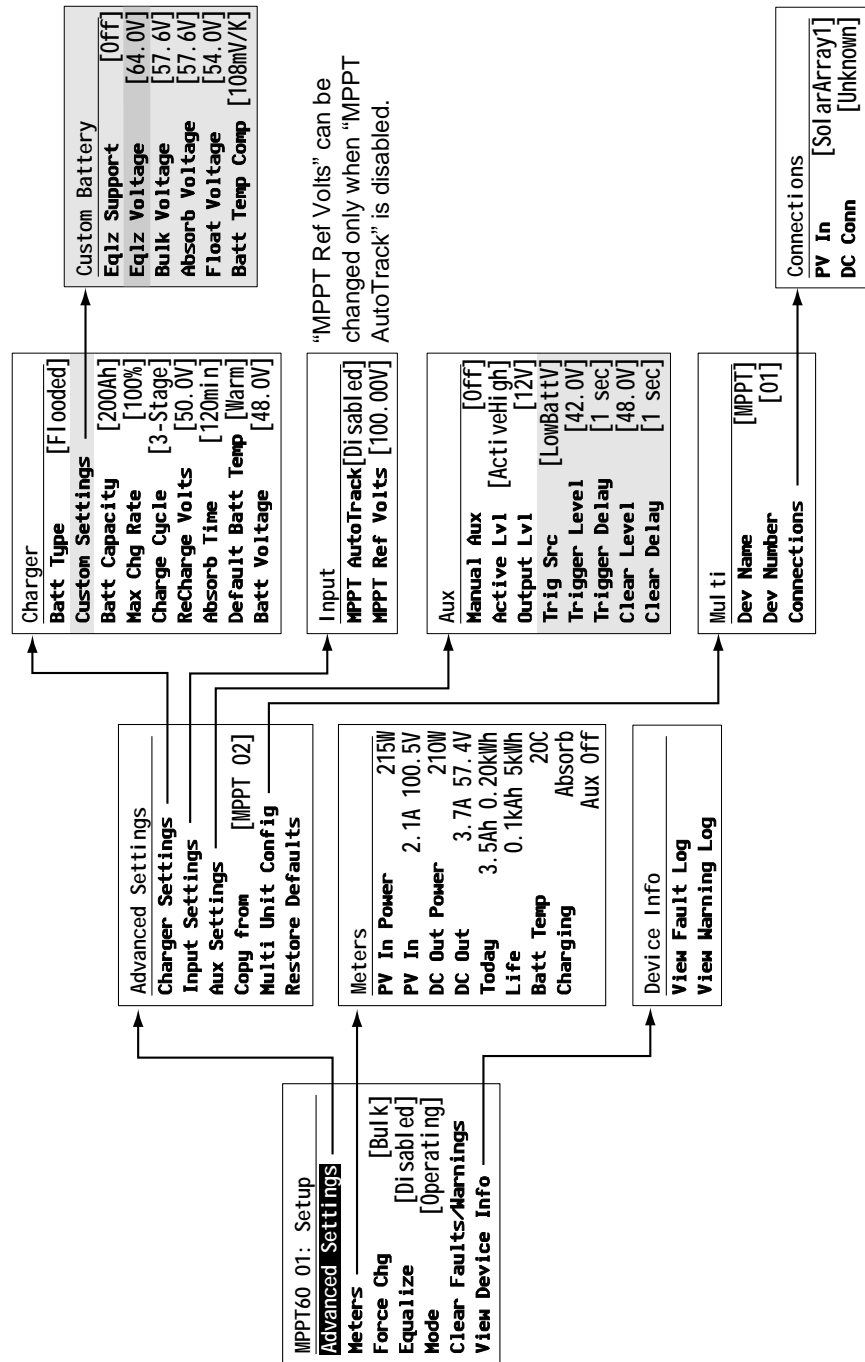 MPPT60 01: Setup
Advanced Settings
Meters
Force Chg [Bulk]
Equalize [Disabled]
Mode [Operating]
Clear Faults/Warnings
View Device Info
Advanced Settings
Charger Settings
Input Settings
Aux Settings
Copy from [MPPT 02]
Multi Unit Config
Restore Defaults
Meters
PV In Power 215W
PV In 2.1A 100.5V
DC Out Power 210W
DC Out 3.7A 57.4V
Today 3.5Ah 0.20kWh
Life 0.1kAh 5kWh
Batt Temp 20C
Charging Absorb
Aux Off
Device Info
View Fault Log
View Warning Log
Charger
Batt Type [Flooded]
Custom Settings
Batt Capacity [200Ah]
Max Chg Rate [100%]
Charge Cycle [3-Stage]
ReCharge Volts [50.0V]
Absorb Time [120min]
Default Batt Temp [Warm]
Batt Voltage [48.0V]
Input
MPPT AutoTrack[Disabled]
MPPT Ref Volts [100.00V]
Aux
Manual Aux [Off]
Active Lvl [ActiveHigh]
Output Lvl [12V]
Trig Src [LowBattV]
Trigger Level [42.0V]
Trigger Delay [1 sec]
Clear Level [48.0V]
Clear Delay [1 sec]
Multi
Dev Name [MPPT]
Dev Number [01]
Connections
Custom Battery
Eqlz Support [Off]
Eqlz Voltage [64.0V]
Bulk Voltage [57.6V]
Absorb Voltage [57.6V]
Float Voltage [54.0V]
Batt Temp Comp [108mV/K]
“MPPT Ref Volts” can be
changed only when “MPPT
AutoTrack” is disabled.
Connections
PV In [SolarArray1]
DC Conn [Unknown]